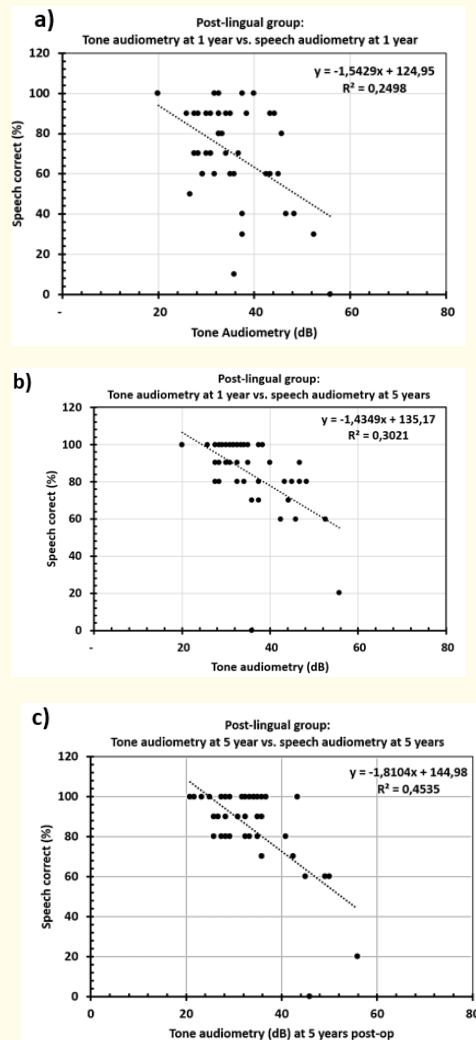 a)
Post-lingual group:
Tone audiometry at 1 year vs. speech audiometry at 1 year
y = -1,5429x + 124,95
R² = 0,2498
Speech correct (%)
120
100
80
60
40
20
0
- 20 40 60 80
Tone Audiometry (dB)
b)
Post-lingual group:
Tone audiometry at 1 year vs. speech audiometry at 5 years
y = -1,4349x + 135,17
R² = 0,3021
Speech corect (%)
120
100
80
60
40
20
0
- 20 40 60 80
Tone audiometry (dB)
c)
Post-lingual group:
Tone audiometry at 5 year vs. speech audiometry at 5 years
y = -1,8104x + 144,98
R² = 0,4535
Speech correct (%)
120
100
80
60
40
20
0
0 20 40 60 80
Tone audiometry (dB) at 5 years post-op